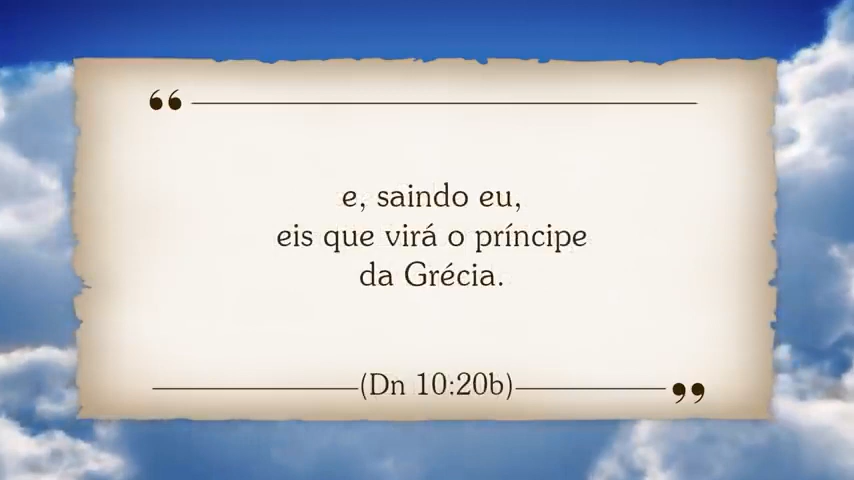 “
e, saindo eu,
eis que virá o príncipe
da Grécia.
(Dn 10:20b)
”